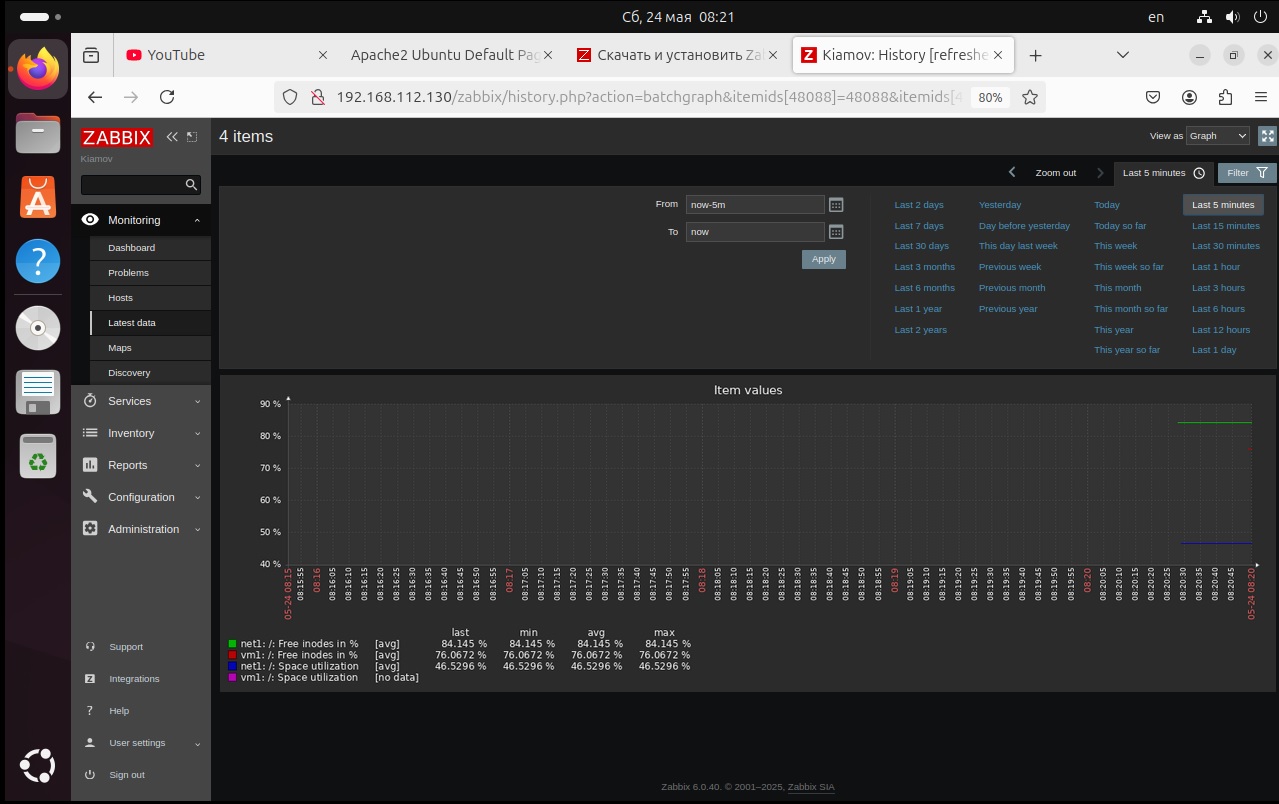 Сб, 24 мая 08:21
en
YouTube
Apache2 Ubuntu Default Pag
Скачать и установить Za
Kiamov: History [refreshe
192.168.112.130/zabbix/history.php?action=batchgraph&itemids[48088]=48088&itemids[4
80%
ZABBIX
Kiamov
Monitoring
Dashboard
Problems
Hosts
Latest data
Maps
Discovery
Services
Inventory
Reports
Configuration
Administration
Support
Integrations
Help
User settings
Sign out
4 items
View as Graph
Zoom out
Last 5 minutes
Filter
From now-5m
To now
Apply
Last 2 days Yesterday Today Last 5 minutes
Last 7 days Day before yesterday Today so far Last 15 minutes
Last 30 days This day last week This week Last 30 minutes
Last 3 months Previous week This week so far Last 1 hour
Last 6 months Previous month This month Last 3 hours
Last 1 year Previous year This month so far Last 6 hours
Last 2 years This year Last 12 hours
This year so far Last 1 day
Item values
90 %
80 %
70 %
60 %
50 %
40 %
05-24 08:15
08:15:55
08:16
08:16:05
08:16:10
08:16:15
08:16:20
08:16:25
08:16:30
08:16:35
08:16:40
08:16:45
08:16:50
08:16:55
08:17
08:17:05
08:17:10
08:17:15
08:17:20
08:17:25
08:17:30
08:17:35
08:17:40
08:17:45
08:17:50
08:17:55
08:18
08:18:05
08:18:10
08:18:15
08:18:20
08:18:25
08:18:30
08:18:35
08:18:40
08:18:45
08:18:50
08:18:55
08:19
08:19:05
08:19:10
08:19:15
08:19:20
08:19:25
08:19:30
08:19:35
08:19:40
08:19:45
08:19:50
08:19:55
08:20
08:20:05
08:20:10
08:20:15
08:20:20
08:20:25
08:20:30
08:20:35
08:20:40
08:20:45
05-24 08:20
last min avg max
net1: /: Free inodes in % [avg] 84.145 % 84.145 % 84.145 % 84.145 %
vm1: /: Free inodes in % [avg] 76.0672 % 76.0672 % 76.0672 % 76.0672 %
net1: /: Space utilization [avg] 46.5296 % 46.5296 % 46.5296 % 46.5296 %
vm1: /: Space utilization [no data]
Zabbix 6.0.40. © 2001–2025, Zabbix SIA